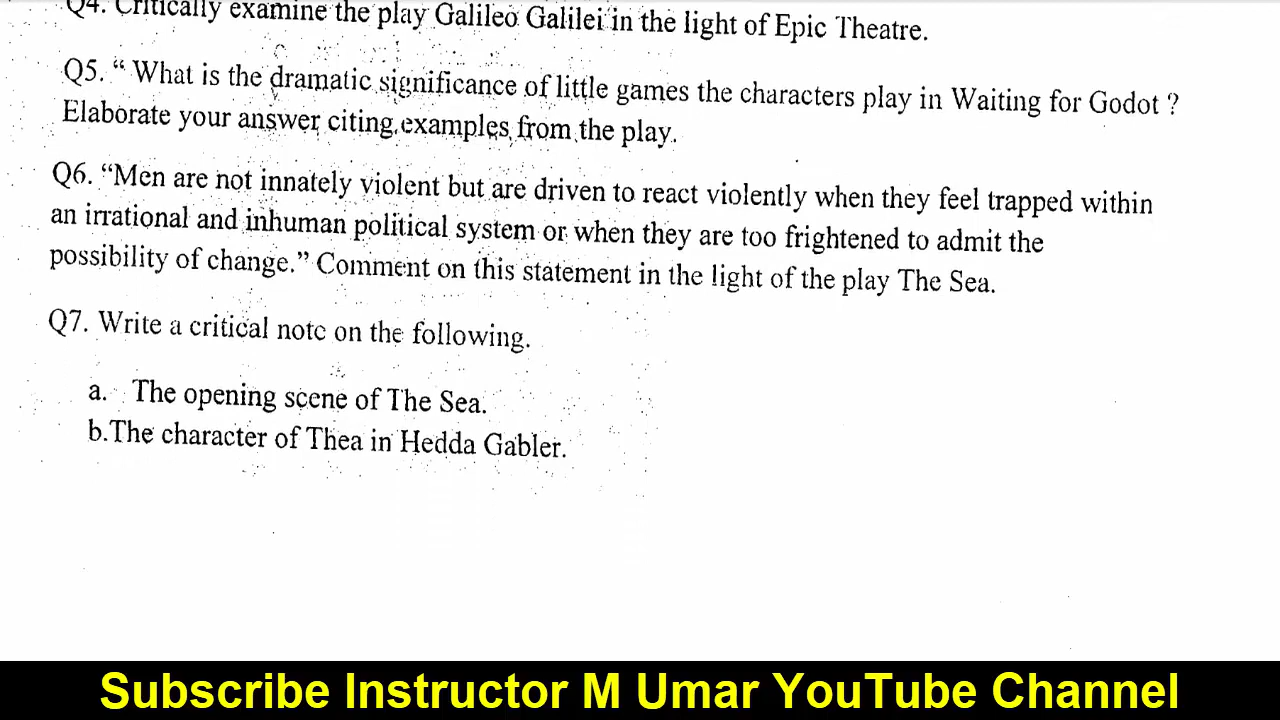 Q4. Critically examine the play Galileo Galilei in the light of Epic Theatre.
Q5. “ What is the dramatic significance of little games the characters play in Waiting for Godot ?
Elaborate your answer citing examples from the play.
Q6. “Men are not innately violent but are driven to react violently when they feel trapped within
an irrational and inhuman political system or when they are too frightened to admit the
possibility of change.” Comment on this statement in the light of the play The Sea.
Q7. Write a critical note on the following.
a. The opening scene of The Sea.
b.The character of Thea in Hedda Gabler.
Subscribe Instructor M Umar YouTube Channel